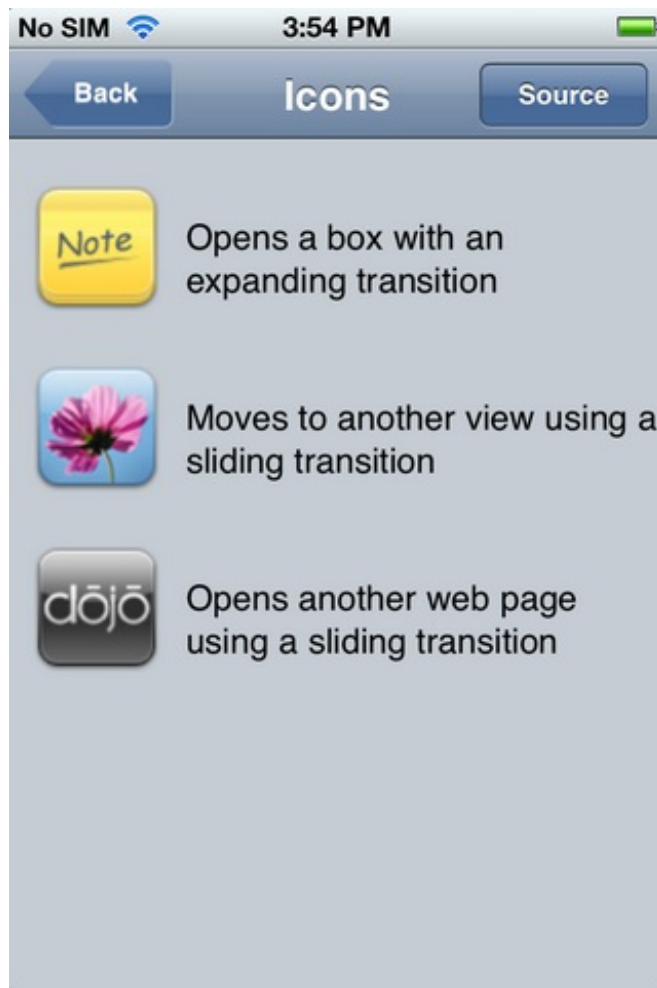 No SIM 3:54 PM
Back Icons Source
Note
Opens a box with an
expanding transition
Moves to another view using a
sliding transition
dōjō
Opens another web page
using a sliding transition